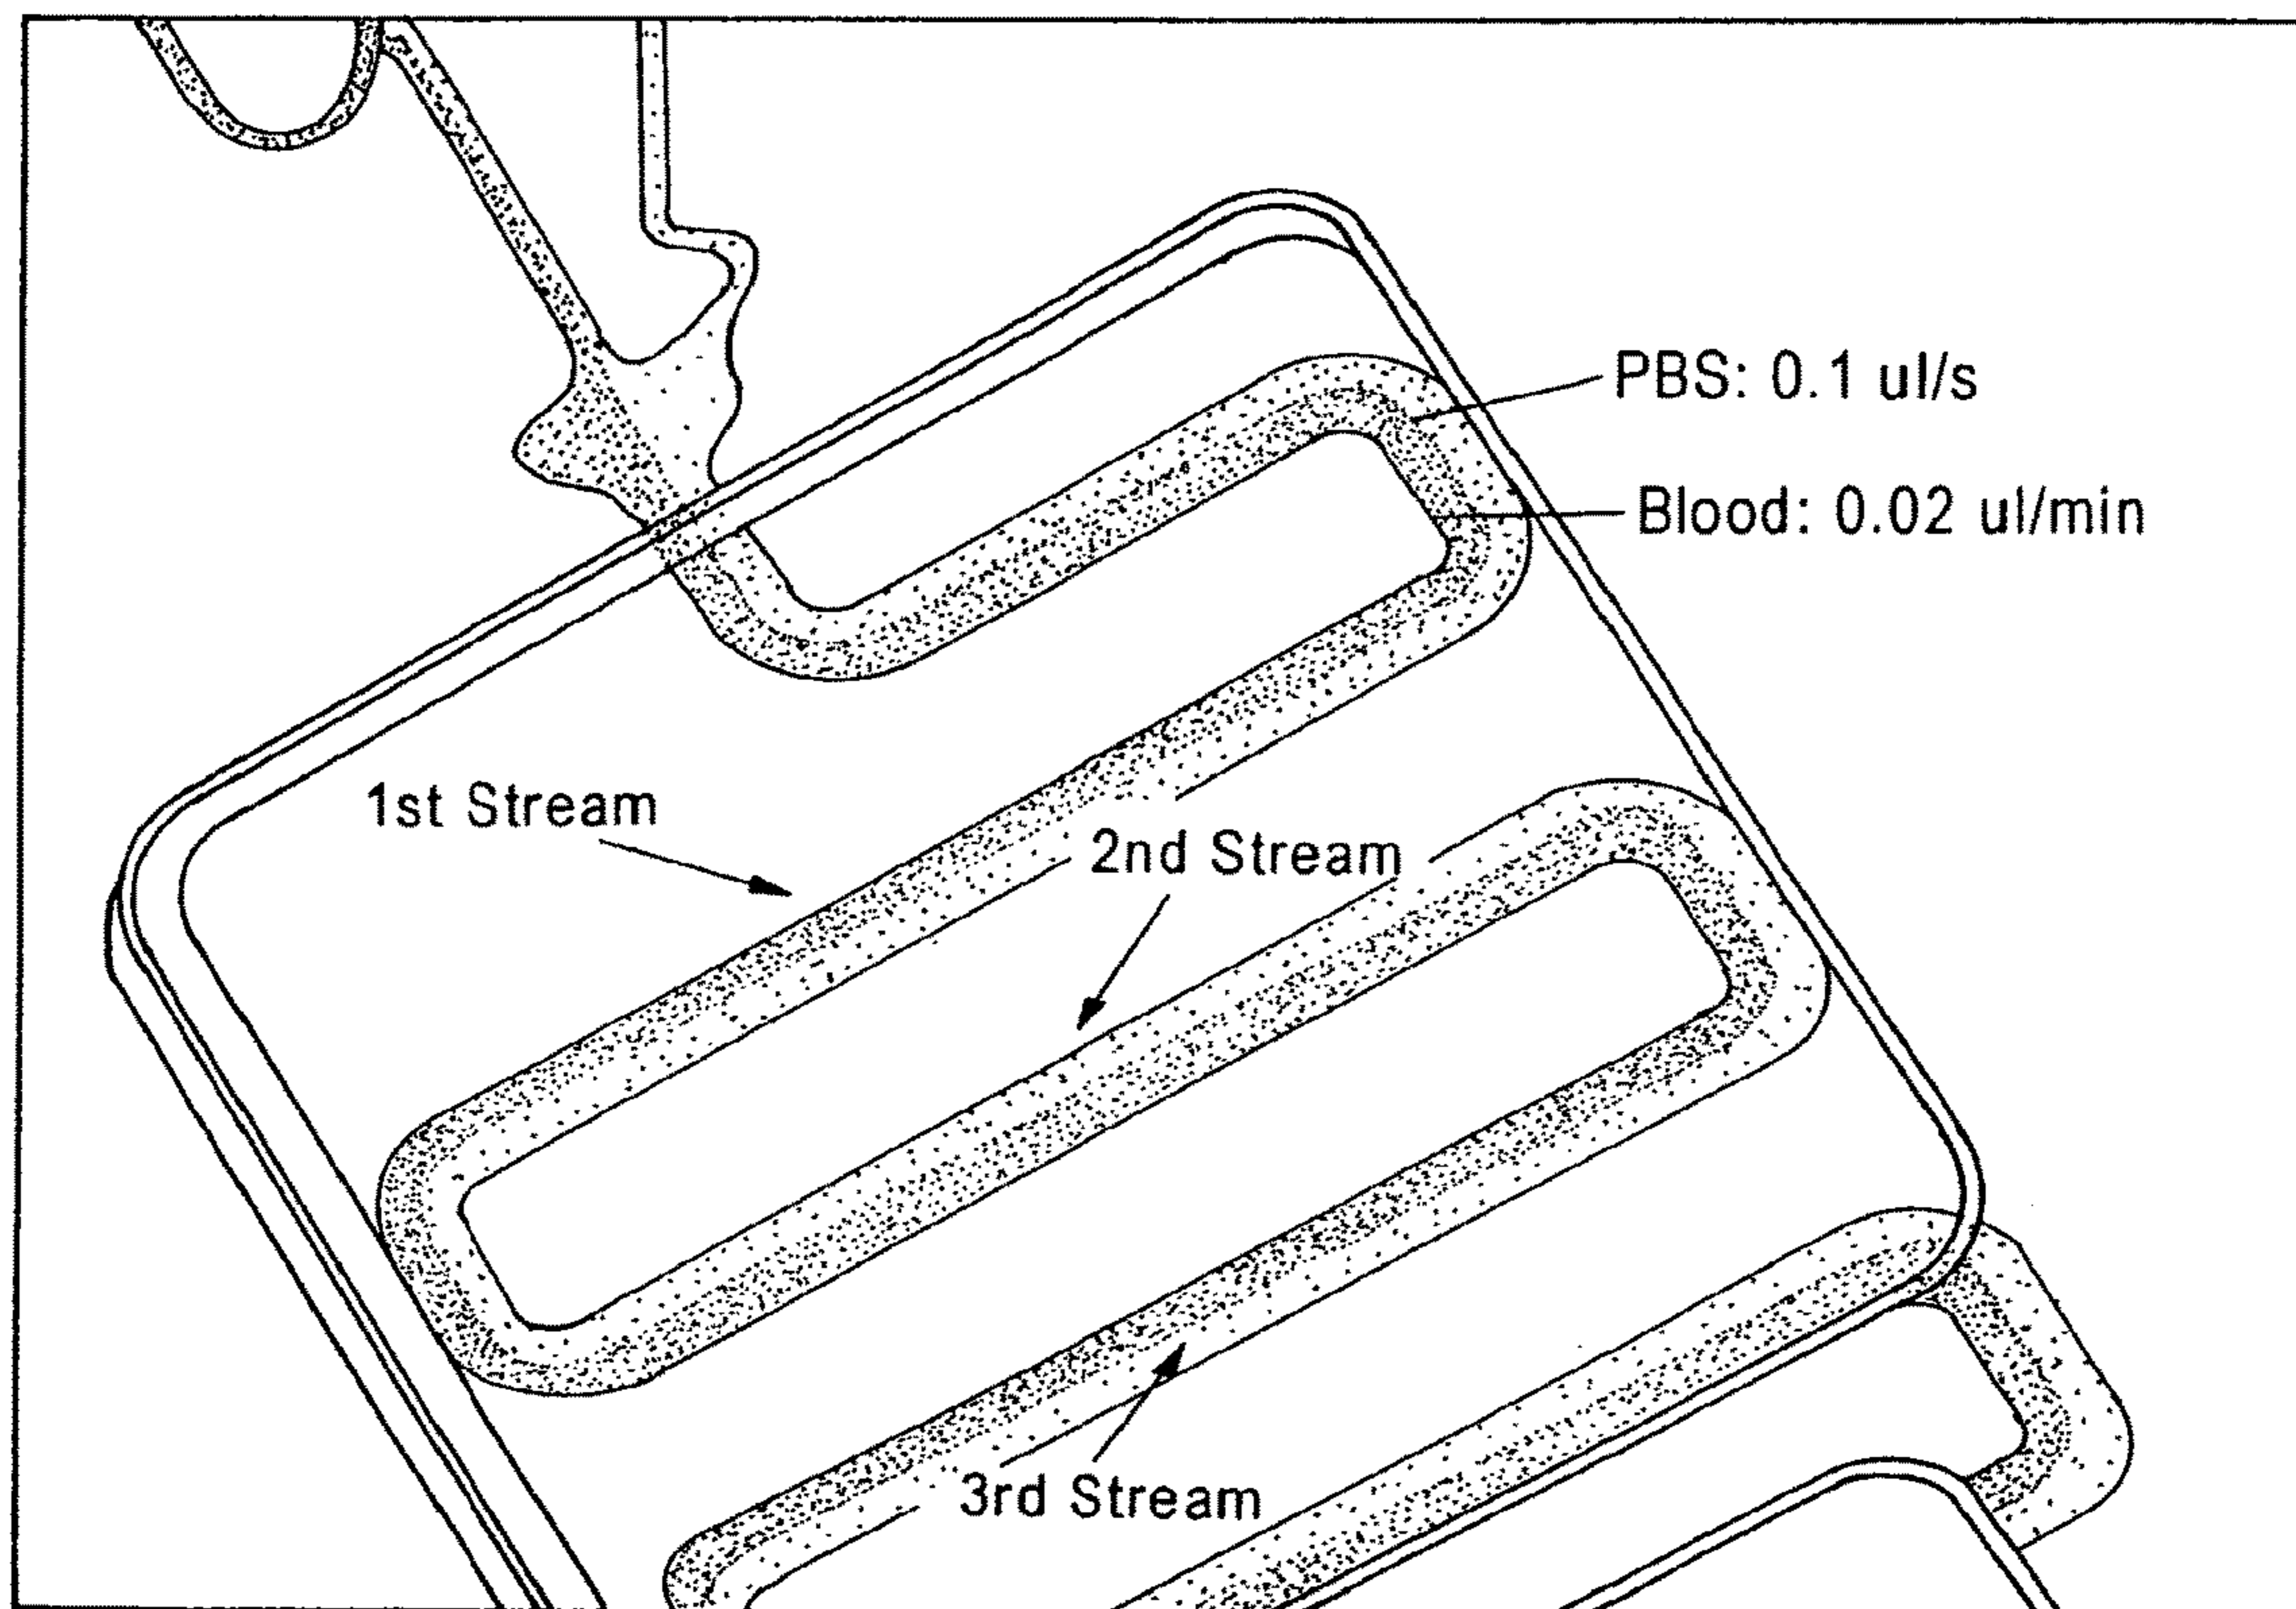 PBS: 0.1 ul/s
Blood: 0.02 ul/min
1st Stream
2nd Stream
3rd Stream